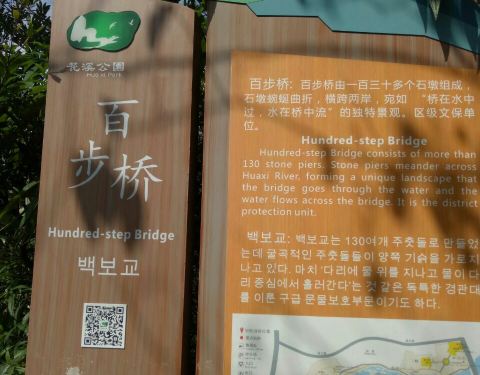 花溪公園
Huaxi Park
百步桥
Hundred-step Bridge
백보교
百步桥：百步桥由一百三十多个石墩组成，
石墩蜿蜒曲折，横跨两岸，宛如 “桥在水中
过，水在桥中流”的独特景观。区级文保单
位。
Hundred-step Bridge
Hundred-step Bridge consists of more than
130 stone piers. Stone piers meander across
Huaxi River, forming a unique landscape that
the bridge goes through the water and the
water flows across the bridge. It is the district
protection unit.
백보교: 백보교는 130여개 주춧돌로 만들었
는데 굴곡적인 주춧돌들이 양쪽 기슭을 가로지
나고 있다. 마치 '다리에 물 위를 지나고 물이 다
리 중심에서 흘러간다'는 것 같은 독특한 경관대
를 이룬 구급 문물보호부문이기도 하다.